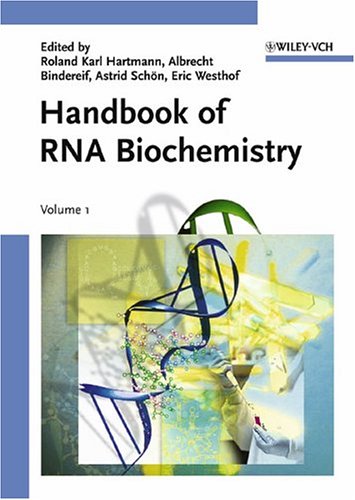 Edited by
Roland Karl Hartmann, Albrecht
Bindereif, Astrid Schön, Eric Westhof
WILEY-VCH
Handbook of
RNA Biochemistry
Volume 1